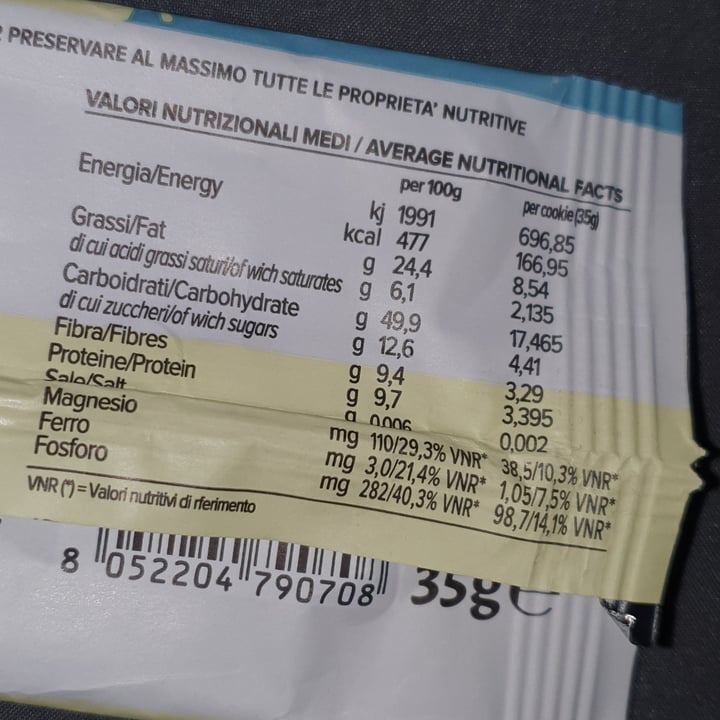 PRESERVARE AL MASSIMO TUTTE LE PROPRIETA' NUTRITIVE
VALORI NUTRIZIONALI MEDI / AVERAGE NUTRITIONAL FACTS
per 100g per cookie (35g)
Energia/Energy kj 1991 696,85
kcal 477 166,95
Grassi/Fat g 24,4 8,54
di cui acidi grassi saturi/of wich saturates g 6,1 2,135
Carboidrati/Carbohydrate g 49,9 17,465
di cui zuccheri/of wich sugars g 12,6 4,41
Fibra/Fibres g 9,4 3,29
Proteine/Protein g 9,7 3,395
Sale/Salt g 0,006 0,002
Magnesio mg 110/29,3% VNR* 38,5/10,3% VNR*
Ferro mg 3,0/21,4% VNR* 1,05/7,5% VNR*
Fosforo mg 282/40,3% VNR* 98,7/14,1% VNR*
VNR (*) = Valori nutritivi di rferimento
8 052204 790708
35g e